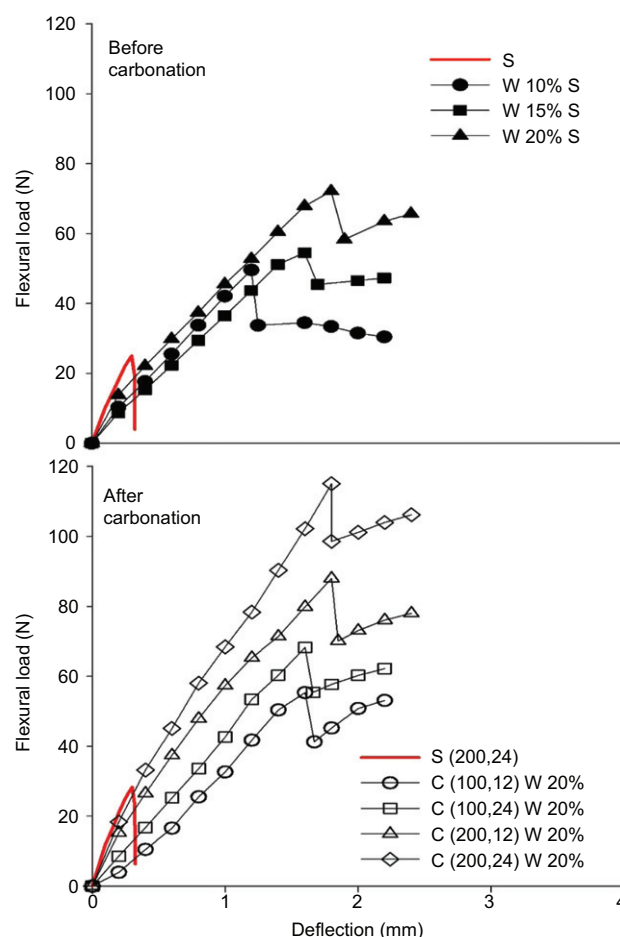 120
Before
carbonation
S
W 10% S
W 15% S
W 20% S
100
80
60
40
20
0
Flexural load (N)
120
After
carbonation
100
80
60
40
20
0
Flexural load (N)
S (200,24)
C (100,12) W 20%
C (100,24) W 20%
C (200,12) W 20%
C (200,24) W 20%
0
1
2
3
4
Deflection (mm)